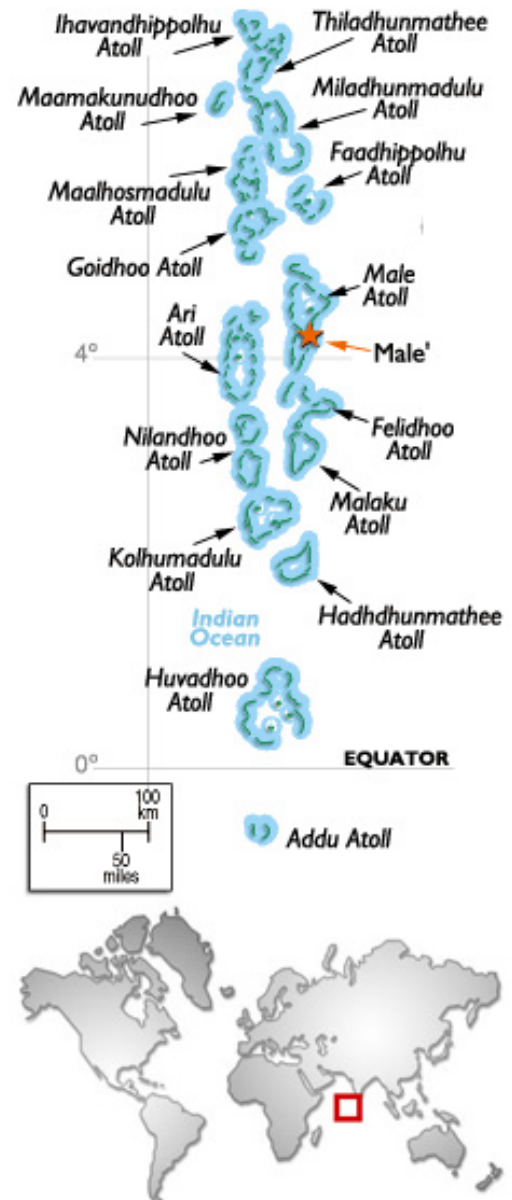 Ihavandhippolhu
Atoll
Thiladhunmathee
Atoll
Maamakunudhoo
Atoll
Miladhunmadulu
Atoll
Faadhippolhu
Atoll
Maalhosmadulu
Atoll
Goidhoo Atoll
Male
Atoll
Ari
Atoll
4°
Male'
Felidhoo
Atoll
Nilandhoo
Atoll
Malaku
Atoll
Kolhumadulu
Atoll
Hadhdhunmathee
Atoll
Indian
Ocean
Huvadhoo
Atoll
EQUATOR
0°
0
100
km
50
miles
Addu Atoll